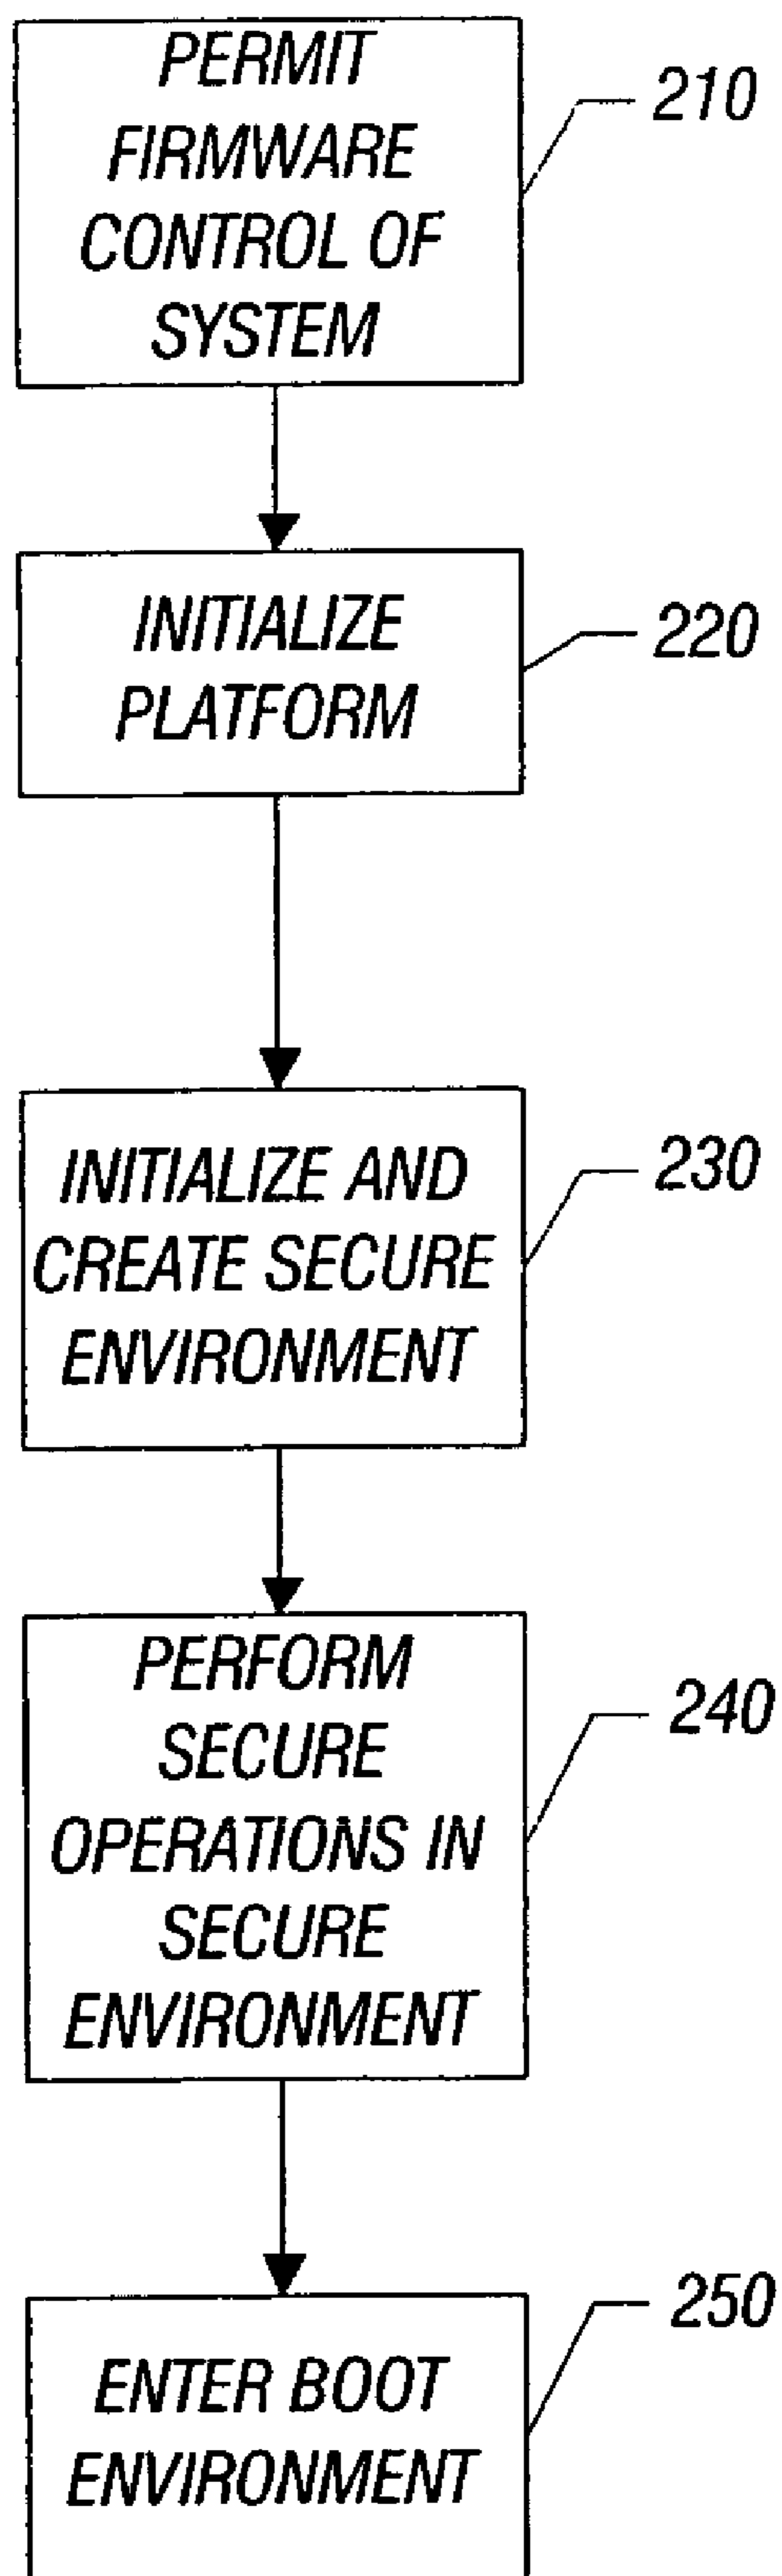 PERMIT
FIRMWARE
CONTROL OF
SYSTEM
210
INITIALIZE
PLATFORM
220
INITIALIZE AND
CREATE SECURE
ENVIRONMENT
230
PERFORM
SECURE
OPERATIONS IN
SECURE
ENVIRONMENT
240
ENTER BOOT
ENVIRONMENT
250